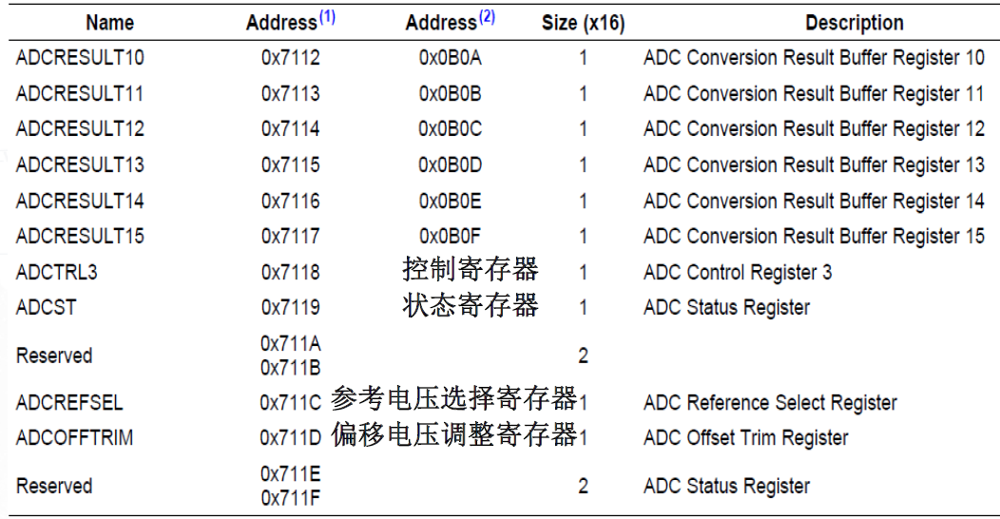 Name Address(1) Address(2) Size (x16) Description
ADCRESULT10 0x7112 0x0B0A 1 ADC Conversion Result Buffer Register 10
ADCRESULT11 0x7113 0x0B0B 1 ADC Conversion Result Buffer Register 11
ADCRESULT12 0x7114 0x0B0C 1 ADC Conversion Result Buffer Register 12
ADCRESULT13 0x7115 0x0B0D 1 ADC Conversion Result Buffer Register 13
ADCRESULT14 0x7116 0x0B0E 1 ADC Conversion Result Buffer Register 14
ADCRESULT15 0x7117 0x0B0F 1 ADC Conversion Result Buffer Register 15
ADCTRL3 0x7118 控制寄存器 1 ADC Control Register 3
ADCST 0x7119 状态寄存器 1 ADC Status Register
Reserved 0x711A 2
0x711B
ADCREFSEL 0x711C 参考电压选择寄存器 1 ADC Reference Select Register
ADCOFFTRIM 0x711D 偏移电压调整寄存器 1 ADC Offset Trim Register
Reserved 0x711E 2 ADC Status Register
0x711F